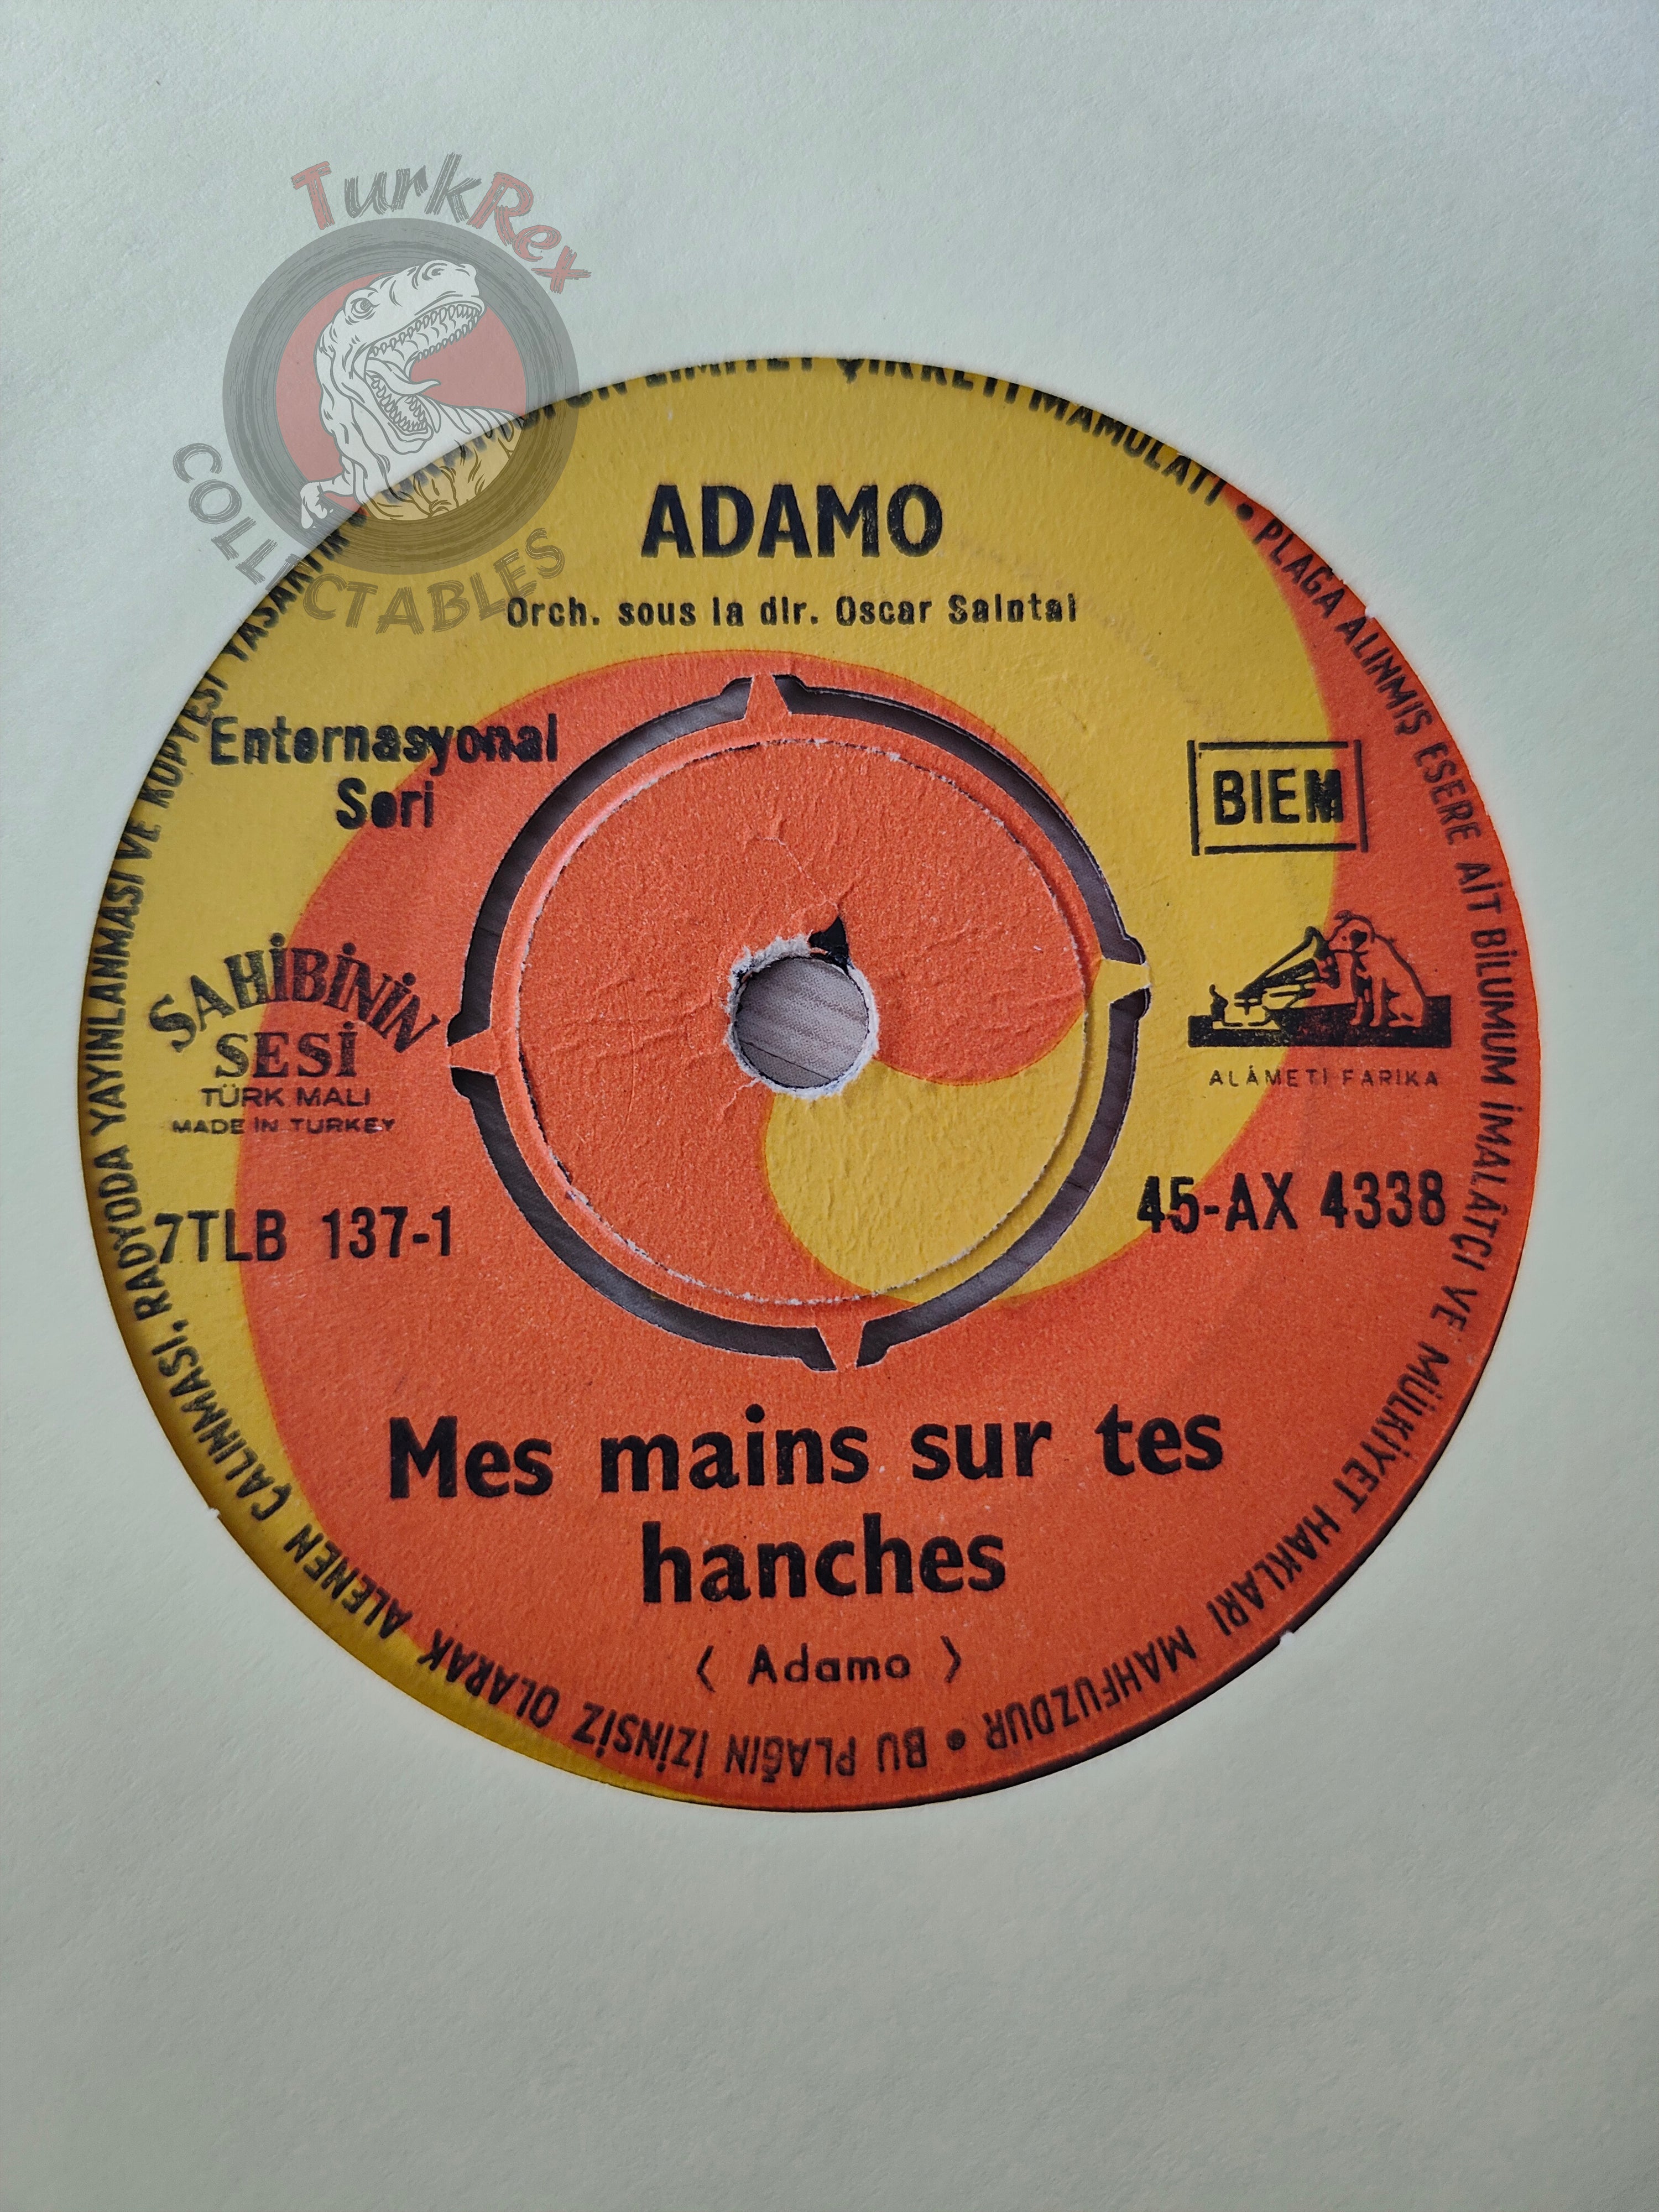 TurkRex
COLLECTABLES
LİMİTET ŞİRKETİ MAMULATI • PLAĞA ALINMIŞ ESERE AİT BİLUMUM İMALÂTCI VE MÜLKİYET HAKLARI MAHFUZDUR • BU PLAĞIN İZİNSİZ OLARAK ALENEN ÇALINMASI, RADYODA YAYINLANMASI VE KOPYESİ YASAKTIR
ADAMO
Orch. sous la dir. Oscar Saintal
Enternasyonal
Seri
BIEM
SAHİBİNİN
SESİ
TÜRK MALI
MADE İN TURKEY
ALÂMETİ FARİKA
7TLB 137-1
45-AX 4338
Mes mains sur tes
hanches
( Adamo )